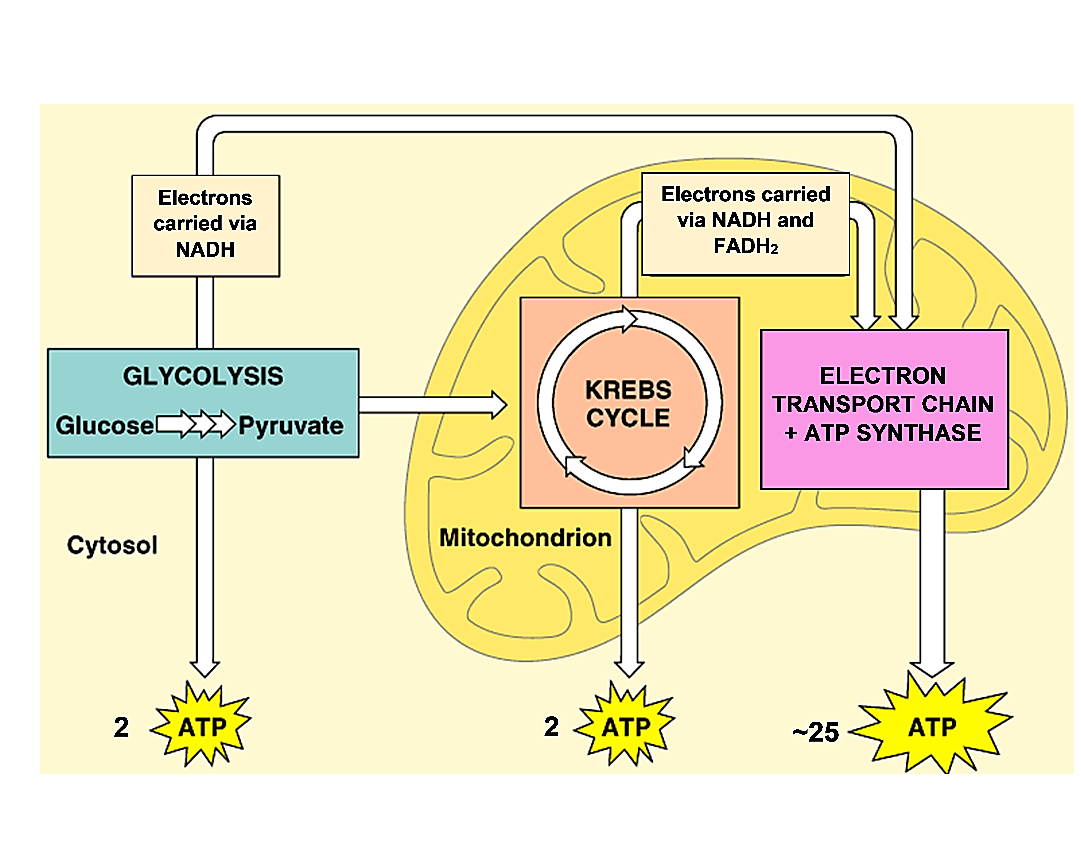 Electrons
carried via
NADH
Electrons carried
via NADH and
FADH₂
GLYCOLYSIS
Glucose Pyruvate
KREBS
CYCLE
ELECTRON
TRANSPORT CHAIN
+ ATP SYNTHASE
Cytosol
Mitochondrion
2 ATP
2 ATP
~25 ATP